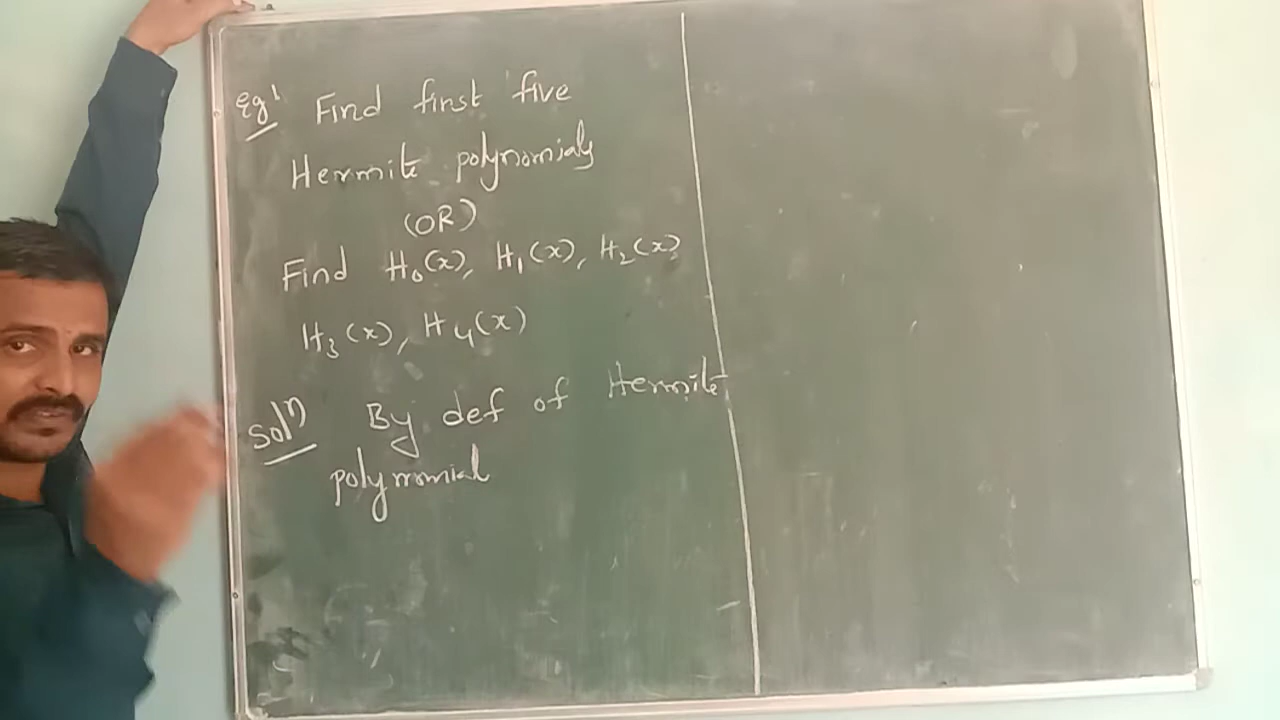 Eg' Find first five
Hermite polynomials
(OR)
Find H₀(x), H₁(x), H₂(x),
H₃(x), H₄(x)
Solⁿ By def of Hermite
polynomial